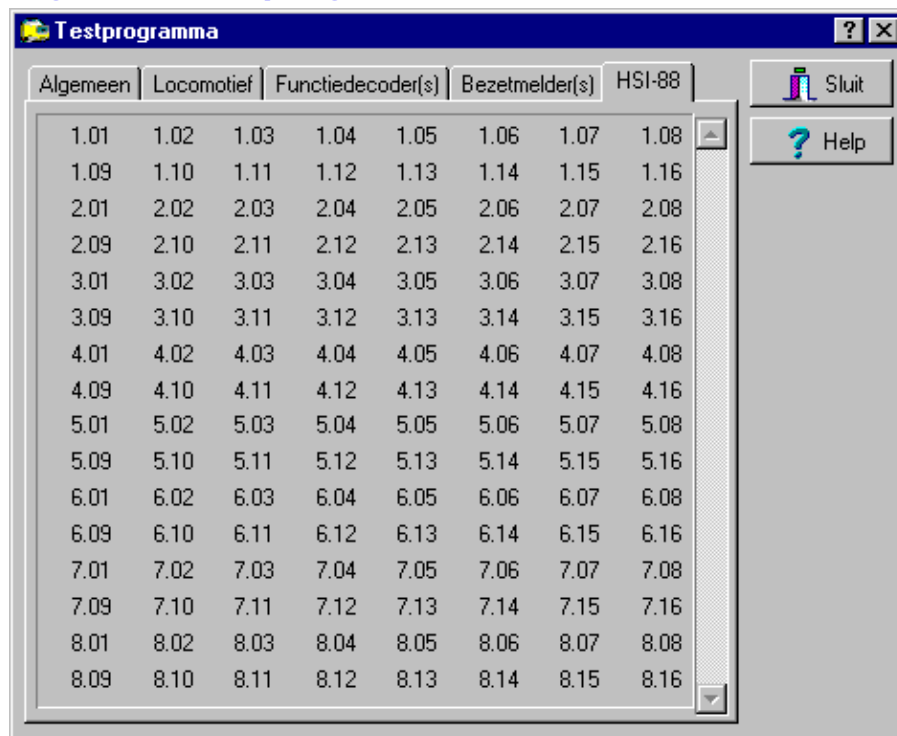 Testprogramma
Algemeen Locomotief Functiedecoder(s) Bezetmelder(s) HSI-88
Sluit
Help
1.01 1.02 1.03 1.04 1.05 1.06 1.07 1.08
1.09 1.10 1.11 1.12 1.13 1.14 1.15 1.16
2.01 2.02 2.03 2.04 2.05 2.06 2.07 2.08
2.09 2.10 2.11 2.12 2.13 2.14 2.15 2.16
3.01 3.02 3.03 3.04 3.05 3.06 3.07 3.08
3.09 3.10 3.11 3.12 3.13 3.14 3.15 3.16
4.01 4.02 4.03 4.04 4.05 4.06 4.07 4.08
4.09 4.10 4.11 4.12 4.13 4.14 4.15 4.16
5.01 5.02 5.03 5.04 5.05 5.06 5.07 5.08
5.09 5.10 5.11 5.12 5.13 5.14 5.15 5.16
6.01 6.02 6.03 6.04 6.05 6.06 6.07 6.08
6.09 6.10 6.11 6.12 6.13 6.14 6.15 6.16
7.01 7.02 7.03 7.04 7.05 7.06 7.07 7.08
7.09 7.10 7.11 7.12 7.13 7.14 7.15 7.16
8.01 8.02 8.03 8.04 8.05 8.06 8.07 8.08
8.09 8.10 8.11 8.12 8.13 8.14 8.15 8.16